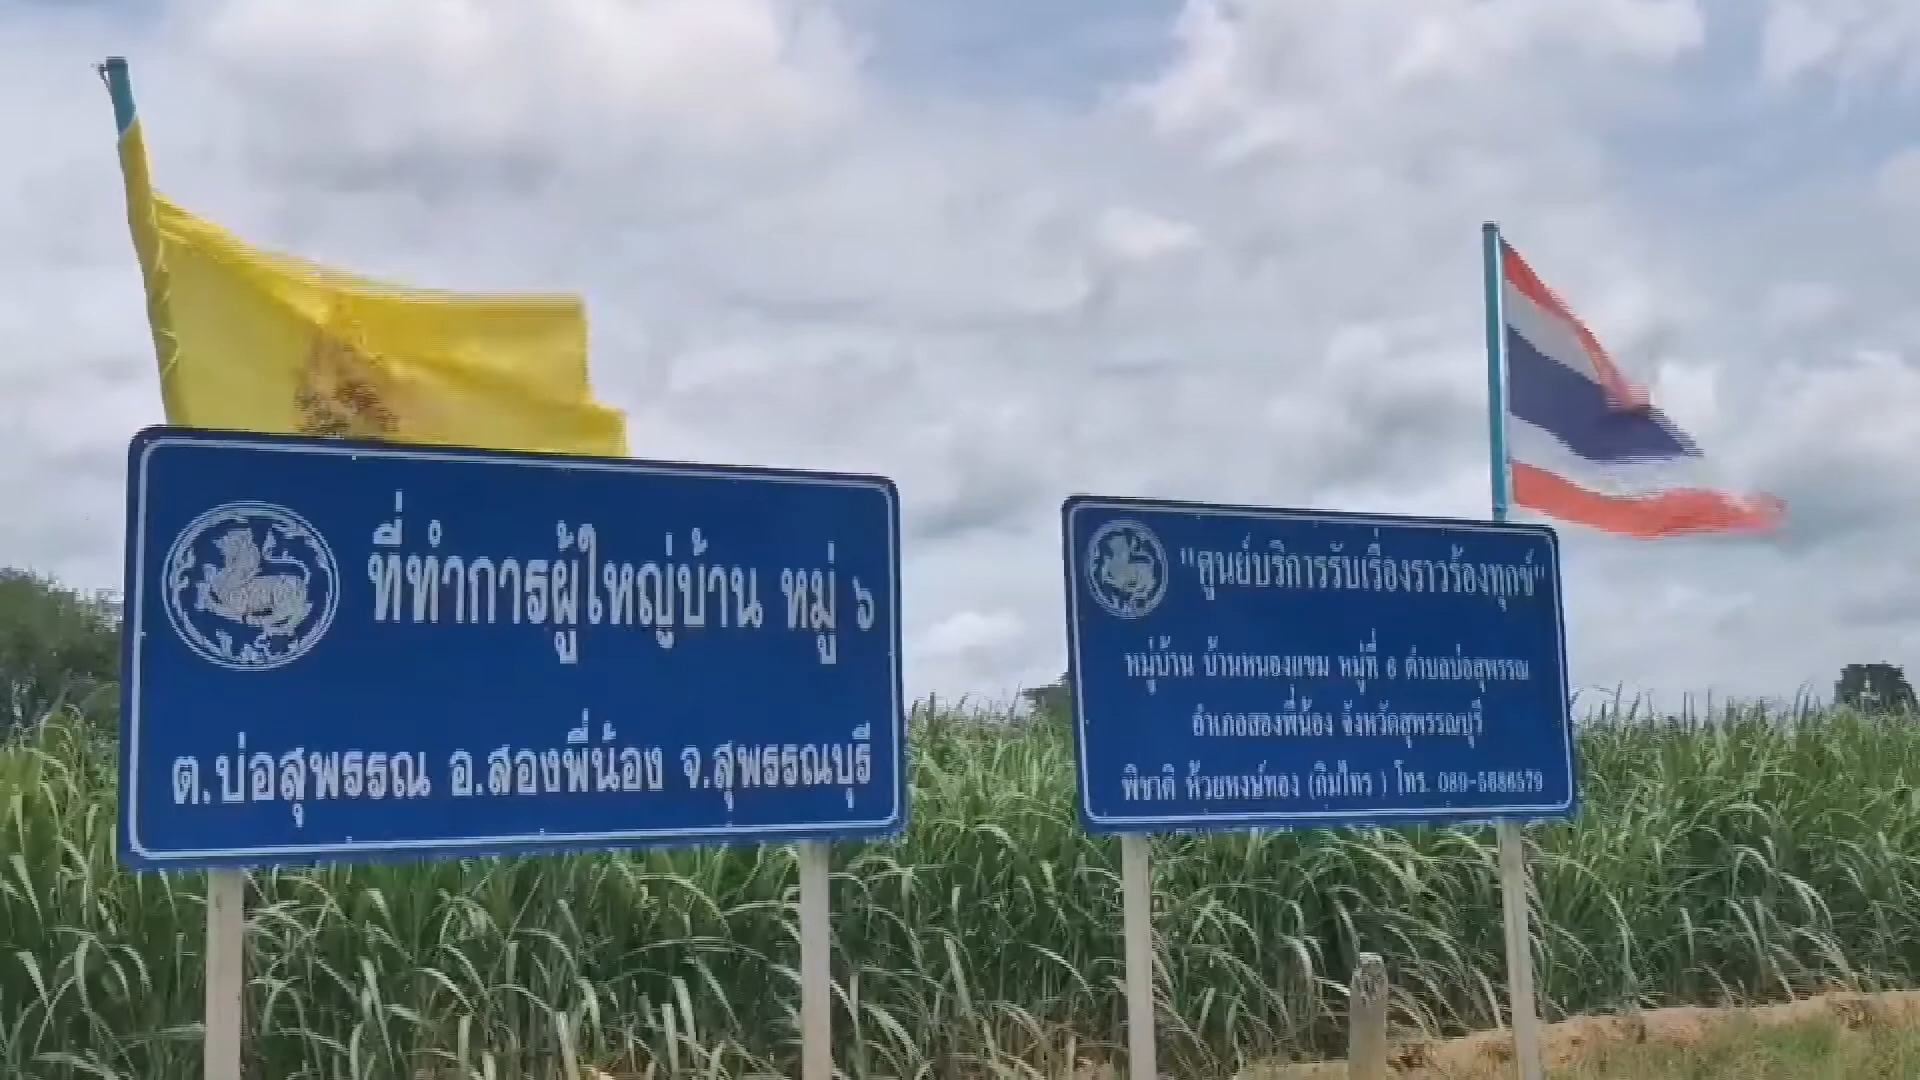 ที่ทำการผู้ใหญ่บ้าน หมู่ ๖
ต.บ่อสุพรรณ อ.สองพี่น้อง จ.สุพรรณบุรี
"ศูนย์บริการรับเรื่องราวร้องทุกข์"
หมู่บ้าน บ้านหนองแขม หมู่ที่ 6 ตำบลบ่อสุพรรณ
อำเภอสองพี่น้อง จังหวัดสุพรรณบุรี
พิชาติ ห้วยหงษ์ทอง (กิมไทร ) โทร.